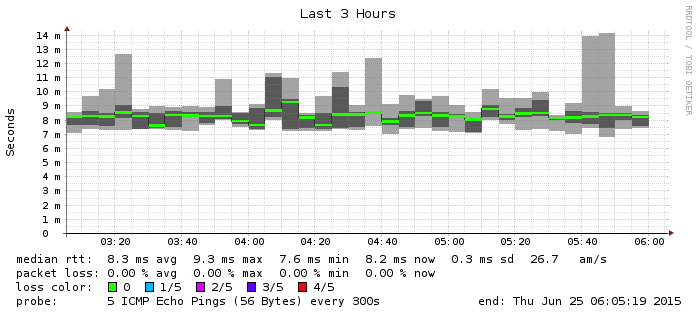 Last 3 Hours
RRDTOOL / TOBI OETIKER
Seconds
14 m
13 m
12 m
11 m
10 m
9 m
8 m
7 m
6 m
5 m
4 m
3 m
2 m
1 m
0
03:20 03:40 04:00 04:20 04:40 05:00 05:20 05:40 06:00
median rtt: 8.3 ms avg 9.3 ms max 7.6 ms min 8.2 ms now 0.3 ms sd 26.7 am/s
packet loss: 0.00 % avg 0.00 % max 0.00 % min 0.00 % now
loss color: 0 1/5 2/5 3/5 4/5
probe: 5 ICMP Echo Pings (56 Bytes) every 300s end: Thu Jun 25 06:05:19 2015